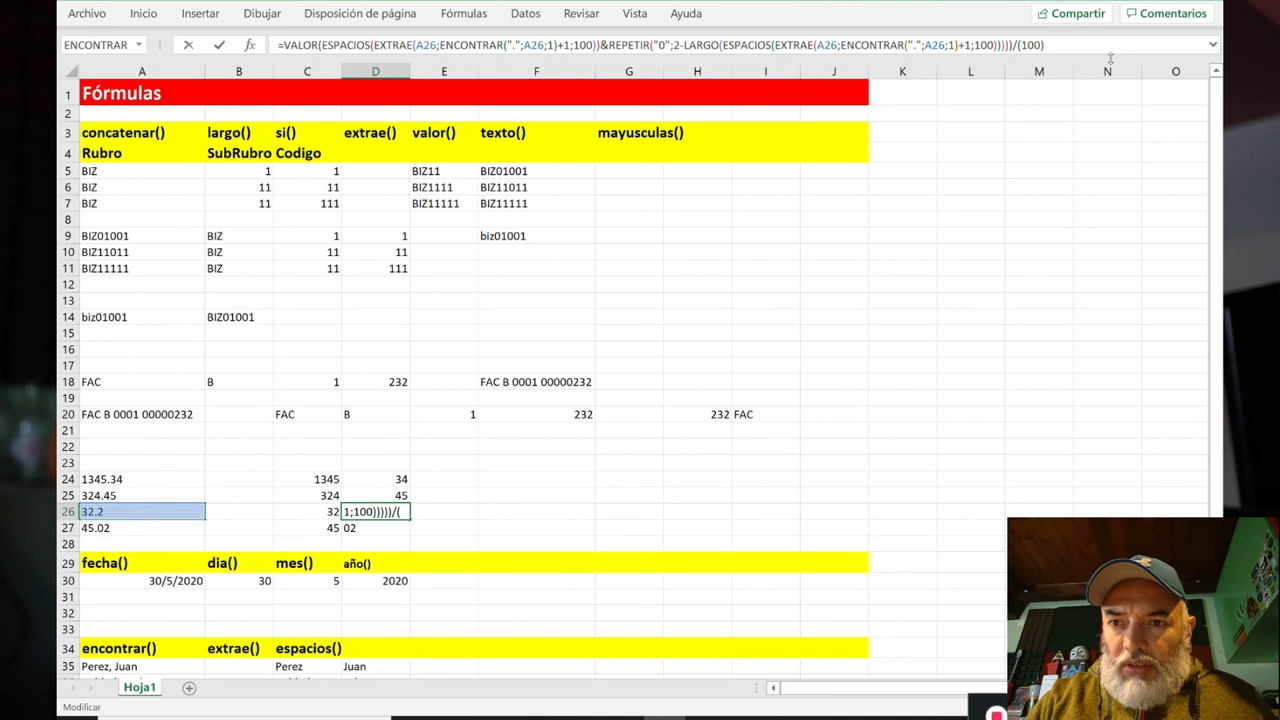 Archivo Inicio Insertar Dibujar Disposición de página Fórmulas Datos Revisar Vista Ayuda Compartir Comentarios
ENCONTRAR fx =VALOR(ESPACIOS(EXTRAE(A26;ENCONTRAR(".";A26;1)+1;100))&REPETIR("0";2-LARGO(ESPACIOS(EXTRAE(A26;ENCONTRAR(".";A26;1)+1;100)))))/(100)
A B C D E F G H I J K L M N O
1 Fórmulas
2
3 concatenar() largo() si() extrae() valor() texto() mayusculas()
4 Rubro SubRubro Codigo
5 BIZ 1 1 BIZ11 BIZ01001
6 BIZ 11 11 BIZ1111 BIZ11011
7 BIZ 11 111 BIZ11111 BIZ11111
8
9 BIZ01001 BIZ 1 1 biz01001
10 BIZ11011 BIZ 11 11
11 BIZ11111 BIZ 11 111
12
13
14 biz01001 BIZ01001
15
16
17
18 FAC B 1 232 FAC B 0001 00000232
19
20 FAC B 0001 00000232 FAC B 1 232 232 FAC
21
22
23
24 1345.34 1345 34
25 324.45 324 45
26 32.2 32 1;100)))))/(
27 45.02 45 02
28
29 fecha() dia() mes() año()
30 30/5/2020 30 5 2020
31
32
33
34 encontrar() extrae() espacios()
35 Perez, Juan Perez Juan
Hoja1
Modificar